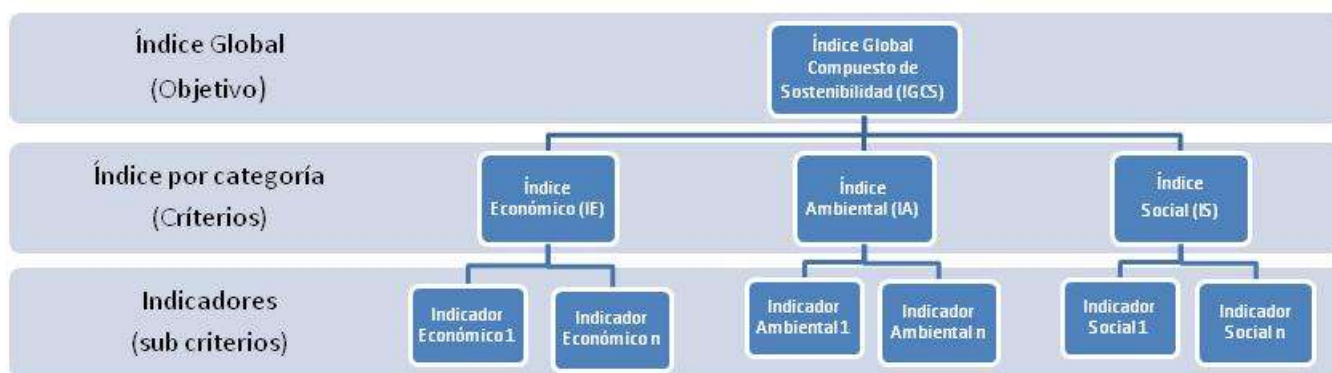 Índice Global
(Objetivo)
Índice Global
Compuesto de
Sostenibilidad (IGCS)
Índice por categoría
(Críterios)
Índice
Económico (IE)
Índice
Ambiental (IA)
Índice
Social (IS)
Indicadores
(sub criterios)
Indicador
Económico 1
Indicador
Económico n
Indicador
Ambiental 1
Indicador
Ambiental n
Indicador
Social 1
Indicador
Social n